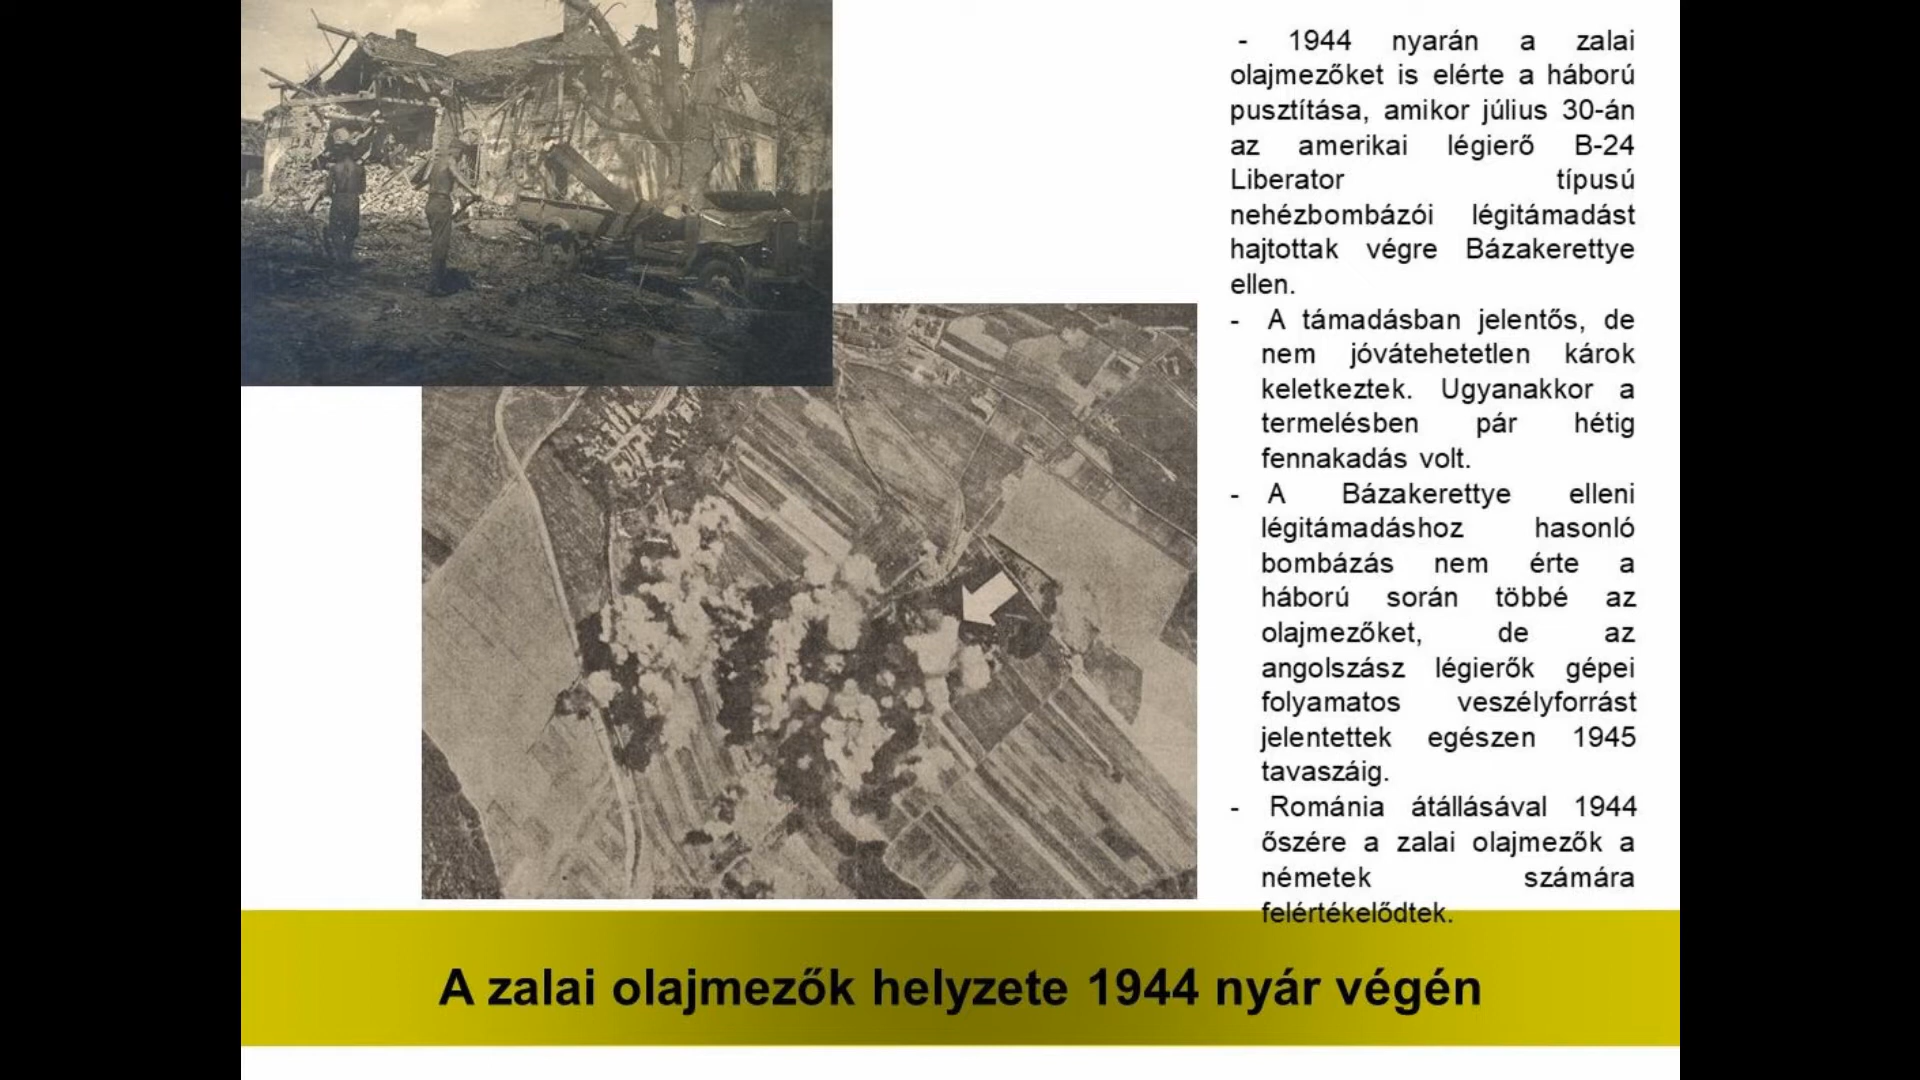 - 1944 nyarán a zalai
olajmezőket is elérte a háború
pusztítása, amikor július 30-án
az amerikai légierő B-24
Liberator típusú
nehézbombázói légitámadást
hajtottak végre Bázakerettye
ellen.
- A támadásban jelentős, de
nem jóvátehetetlen károk
keletkeztek. Ugyanakkor a
termelésben pár hétig
fennakadás volt.
- A Bázakerettye elleni
légitámadáshoz hasonló
bombázás nem érte a
háború során többé az
olajmezőket, de az
angolszász légierők gépei
folyamatos veszélyforrást
jelentettek egészen 1945
tavaszáig.
- Románia átállásával 1944
őszére a zalai olajmezők a
németek számára
felértékelődtek.
A zalai olajmezők helyzete 1944 nyár végén